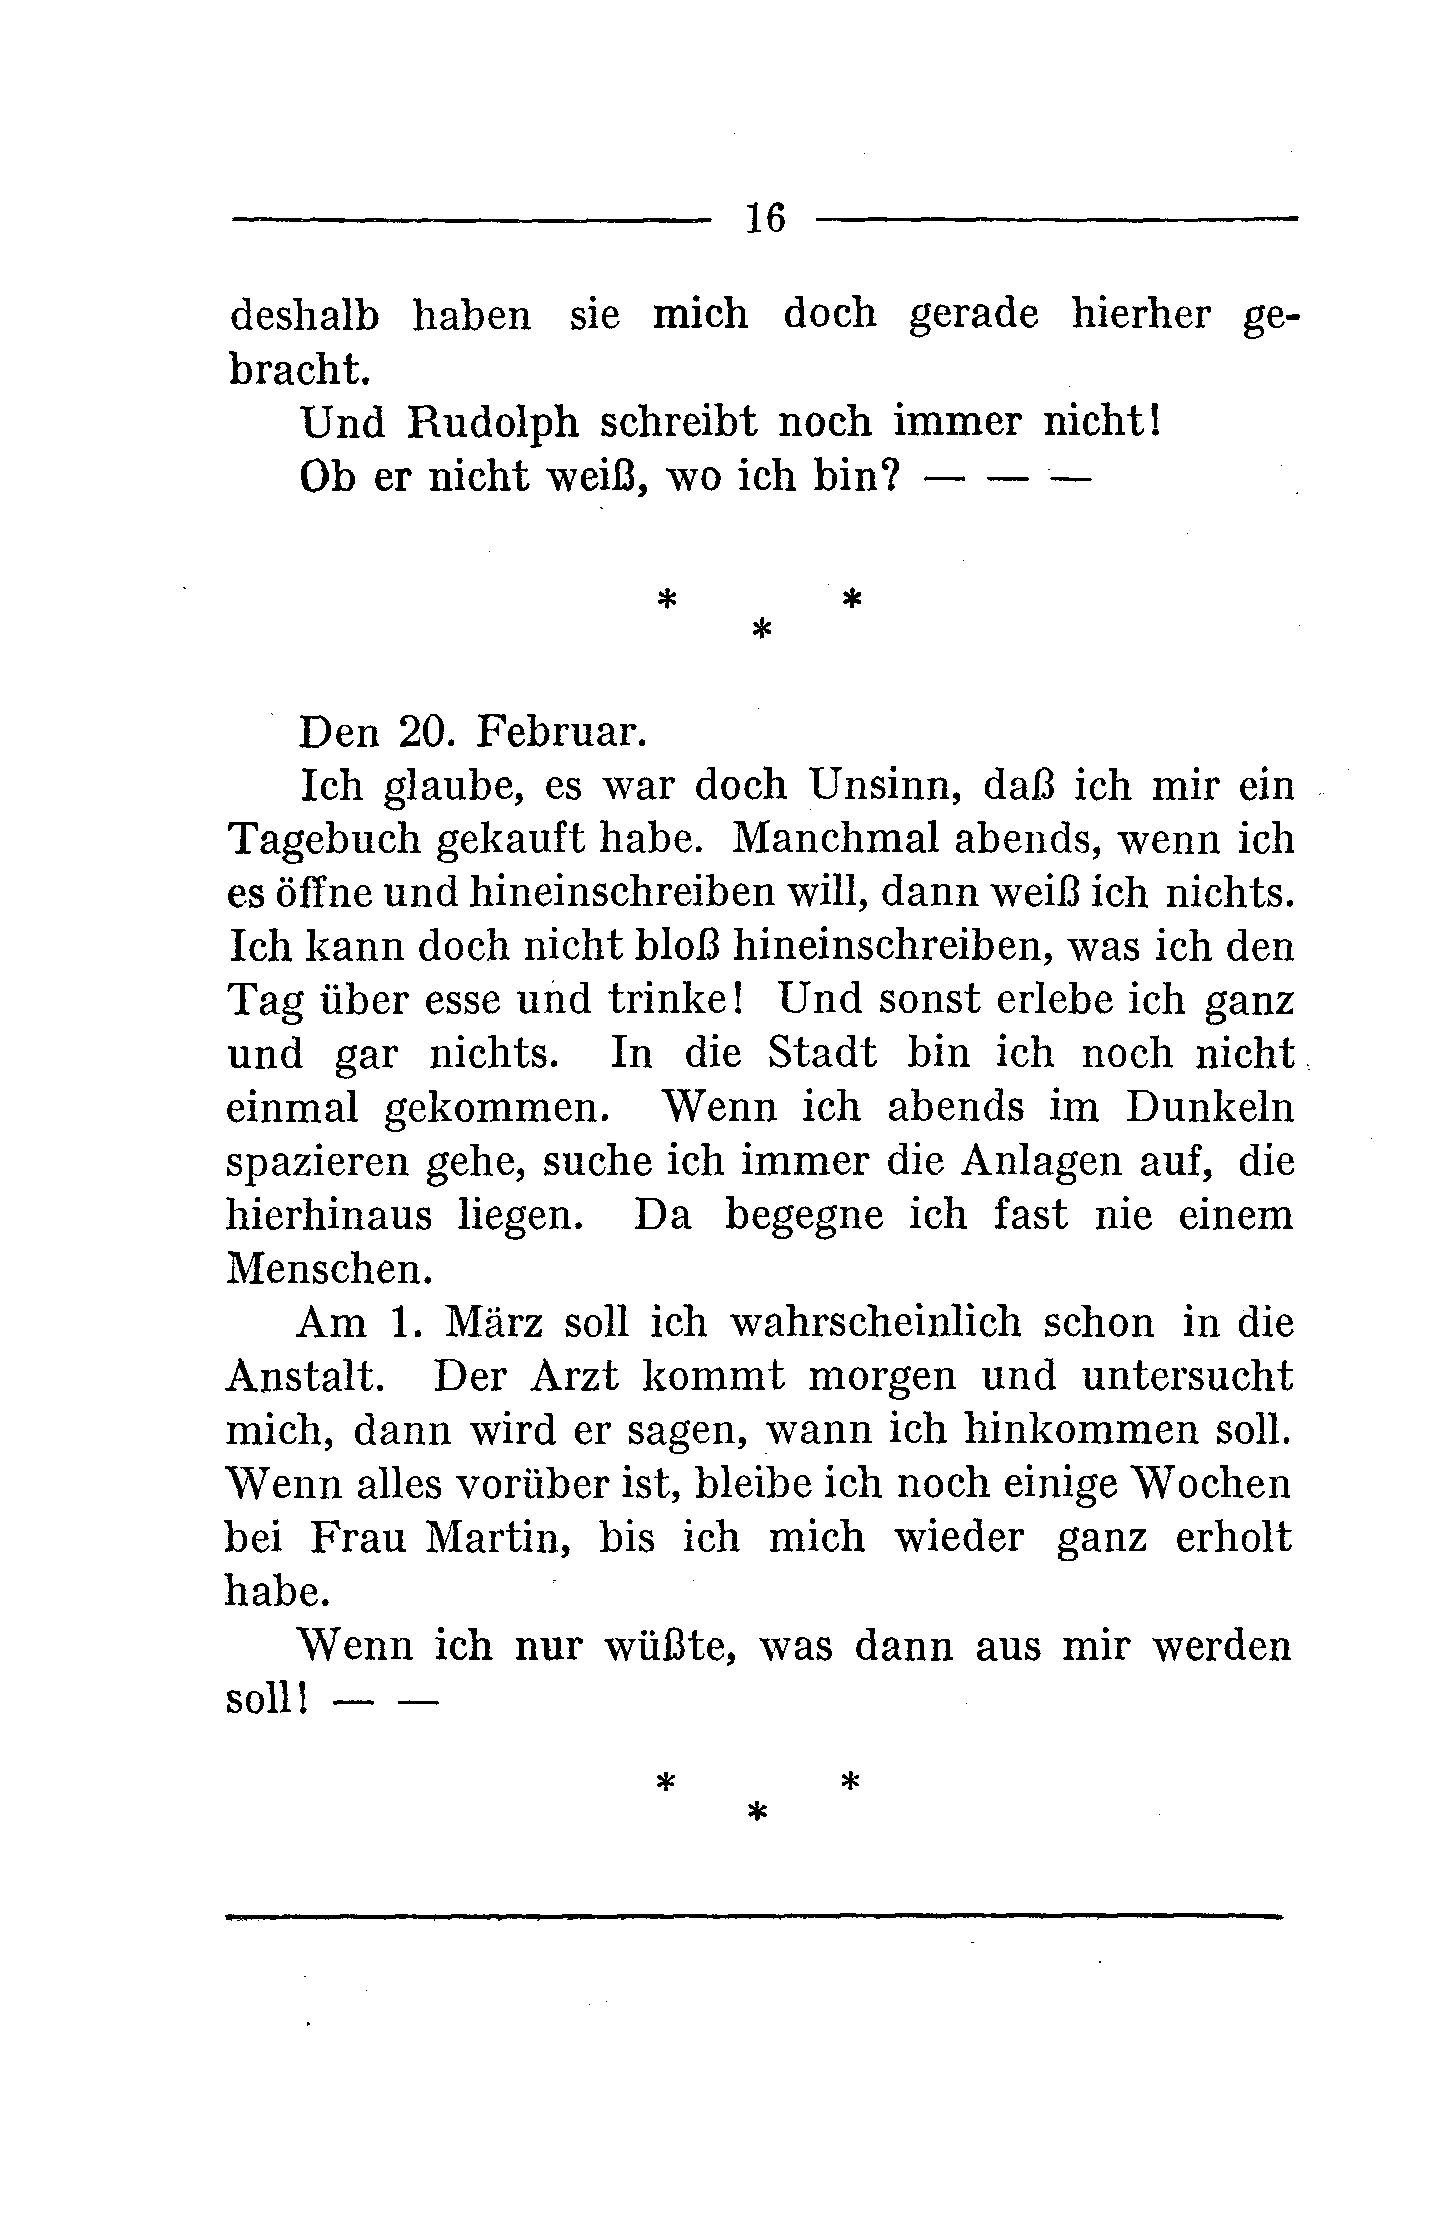 16
deshalb haben sie mich doch gerade hierher ge-
bracht.
Und Rudolph schreibt noch immer nicht!
Ob er nicht weiß, wo ich bin? — — —
* *
*
Den 20. Februar.
Ich glaube, es war doch Unsinn, daß ich mir ein
Tagebuch gekauft habe. Manchmal abends, wenn ich
es öffne und hineinschreiben will, dann weiß ich nichts.
Ich kann doch nicht bloß hineinschreiben, was ich den
Tag über esse und trinke! Und sonst erlebe ich ganz
und gar nichts. In die Stadt bin ich noch nicht
einmal gekommen. Wenn ich abends im Dunkeln
spazieren gehe, suche ich immer die Anlagen auf, die
hierhinaus liegen. Da begegne ich fast nie einem
Menschen.
Am 1. März soll ich wahrscheinlich schon in die
Anstalt. Der Arzt kommt morgen und untersucht
mich, dann wird er sagen, wann ich hinkommen soll.
Wenn alles vorüber ist, bleibe ich noch einige Wochen
bei Frau Martin, bis ich mich wieder ganz erholt
habe.
Wenn ich nur wüßte, was dann aus mir werden
soll! — —
* *
*